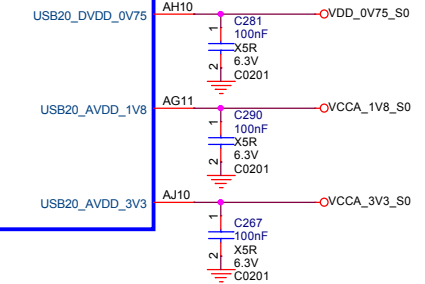 USB20_DVDD_0V75 AH10 VDD_0V75_S0
1 C281
100nF
X5R
2 6.3V
C0201
USB20_AVDD_1V8 AG11 VCCA_1V8_S0
1 C290
100nF
X5R
2 6.3V
C0201
USB20_AVDD_3V3 AJ10 VCCA_3V3_S0
1 C267
100nF
X5R
2 6.3V
C0201